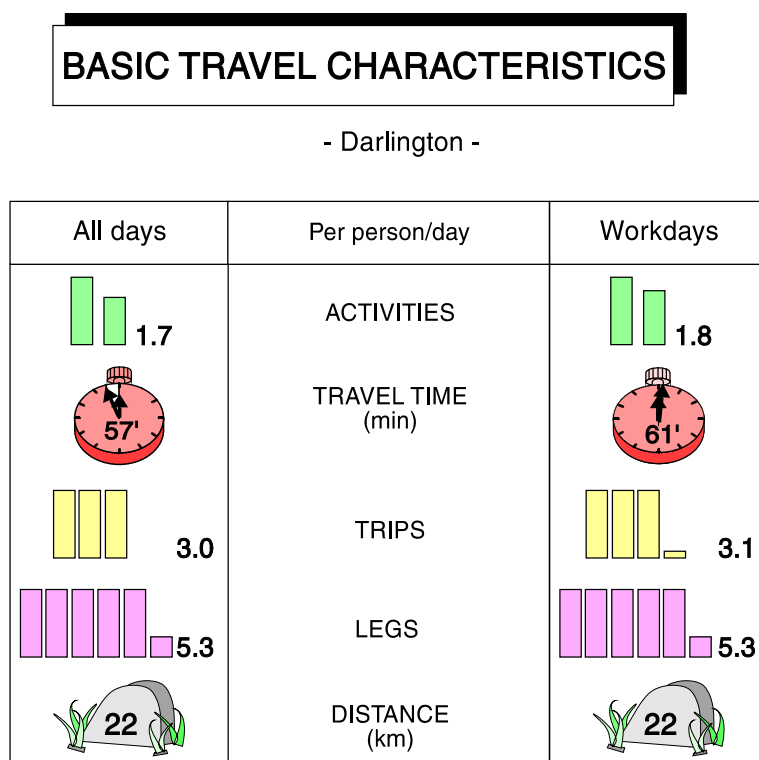 BASIC TRAVEL CHARACTERISTICS
- Darlington -
All days Per person/day Workdays
1.7 ACTIVITIES 1.8
57' TRAVEL TIME (min) 61'
3.0 TRIPS 3.1
5.3 LEGS 5.3
22 DISTANCE (km) 22